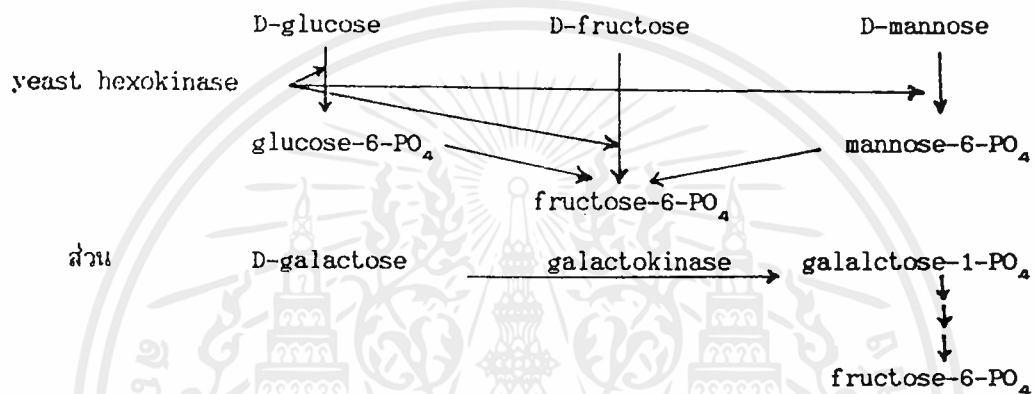 D-glucose D-fructose D-mannose
yeast hexokinase
glucose-6-PO₄ mannose-6-PO₄
fructose-6-PO₄
ส่วน D-galactose galactokinase galalctose-1-PO₄
fructose-6-PO₄